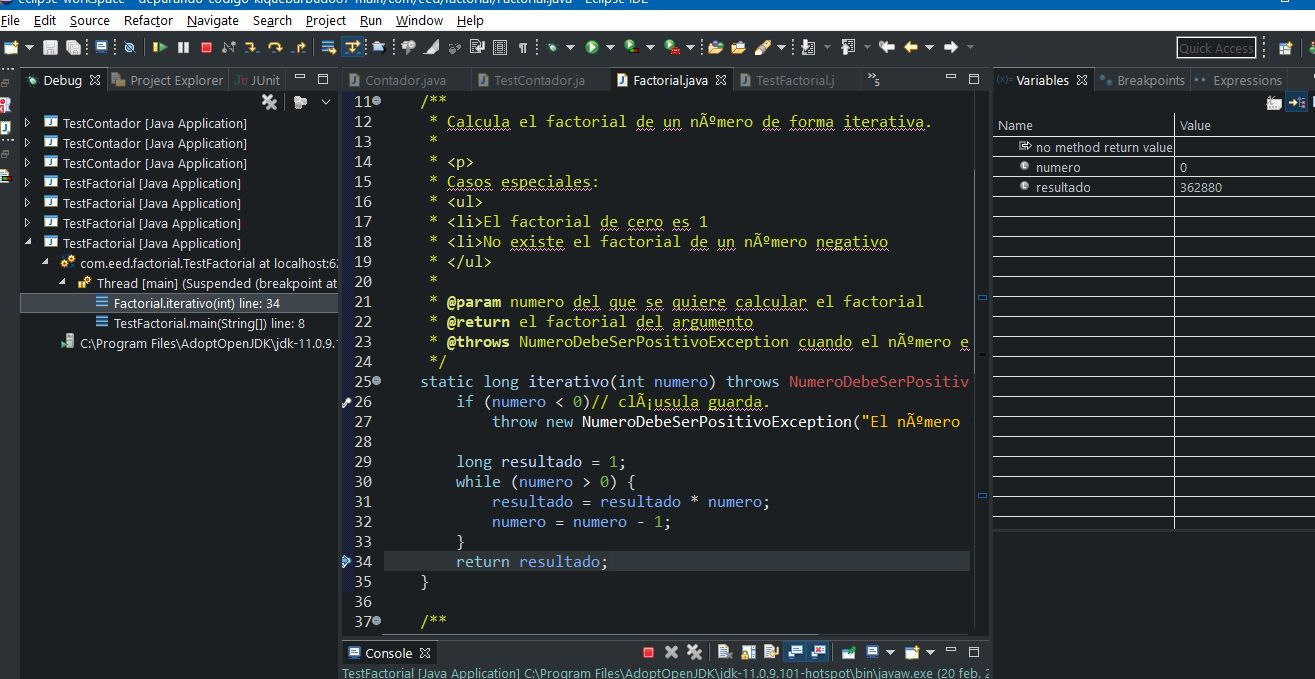 eclipse-workspace - depurando-codigo-kiquebarbudo87-main/com/eed/factorial/Factorial.java - Eclipse IDE
File Edit Source Refactor Navigate Search Project Run Window Help
Quick Access
Debug Project Explorer JUnit
TestContador [Java Application]
TestContador [Java Application]
TestContador [Java Application]
TestFactorial [Java Application]
TestFactorial [Java Application]
TestFactorial [Java Application]
TestFactorial [Java Application]
com.eed.factorial.TestFactorial at localhost:62
Thread [main] (Suspended (breakpoint at
Factorial.iterativo(int) line: 34
TestFactorial.main(String[]) line: 8
C:\Program Files\AdoptOpenJDK\jdk-11.0.9.1
Contador.java TestContador.ja Factorial.java TestFactorial.j »5
11 /**
12 * Calcula el factorial de un nÃºmero de forma iterativa.
13 *
14 * <p>
15 * Casos especiales:
16 * <ul>
17 * <li>El factorial de cero es 1
18 * <li>No existe el factorial de un nÃºmero negativo
19 * </ul>
20 *
21 * @param numero del que se quiere calcular el factorial
22 * @return el factorial del argumento
23 * @throws NumeroDebeSerPositivoException cuando el nÃºmero e
24 */
25 static long iterativo(int numero) throws NumeroDebeSerPositiv
26 if (numero < 0)// clÃ¡usula guarda.
27 throw new NumeroDebeSerPositivoException("El nÃºmero
28
29 long resultado = 1;
30 while (numero > 0) {
31 resultado = resultado * numero;
32 numero = numero - 1;
33 }
34 return resultado;
35 }
36
37 /**
Variables Breakpoints Expressions
Name Value
no method return value
numero 0
resultado 362880
Console
TestFactorial [Java Application] C:\Program Files\AdoptOpenJDK\jdk-11.0.9.101-hotspot\bin\javaw.exe (20 feb. 2